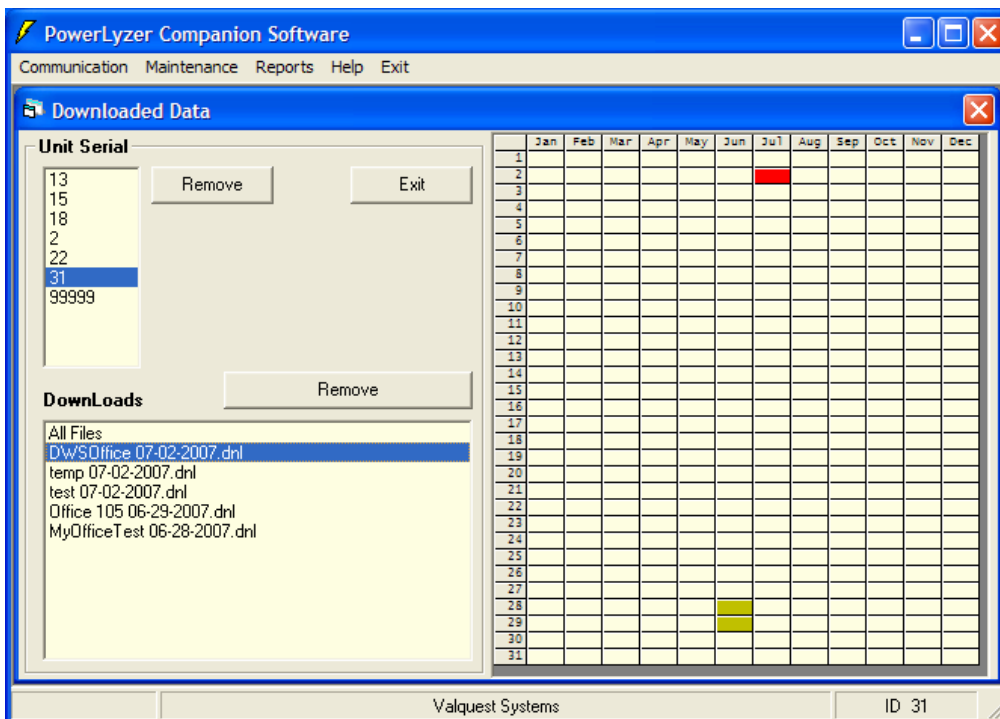 PowerLyzer Companion Software
Communication Maintenance Reports Help Exit
Downloaded Data
Unit Serial
13
15
18
2
22
31
99999
Remove
Exit
Remove
DownLoads
All Files
DWSOffice 07-02-2007.dnl
temp 07-02-2007.dnl
test 07-02-2007.dnl
Office 105 06-29-2007.dnl
MyOfficeTest 06-28-2007.dnl
Jan Feb Mar Apr May Jun Jul Aug Sep Oct Nov Dec
1
2
3
4
5
6
7
8
9
10
11
12
13
14
15
16
17
18
19
20
21
22
23
24
25
26
27
28
29
30
31
Valquest Systems
ID 31